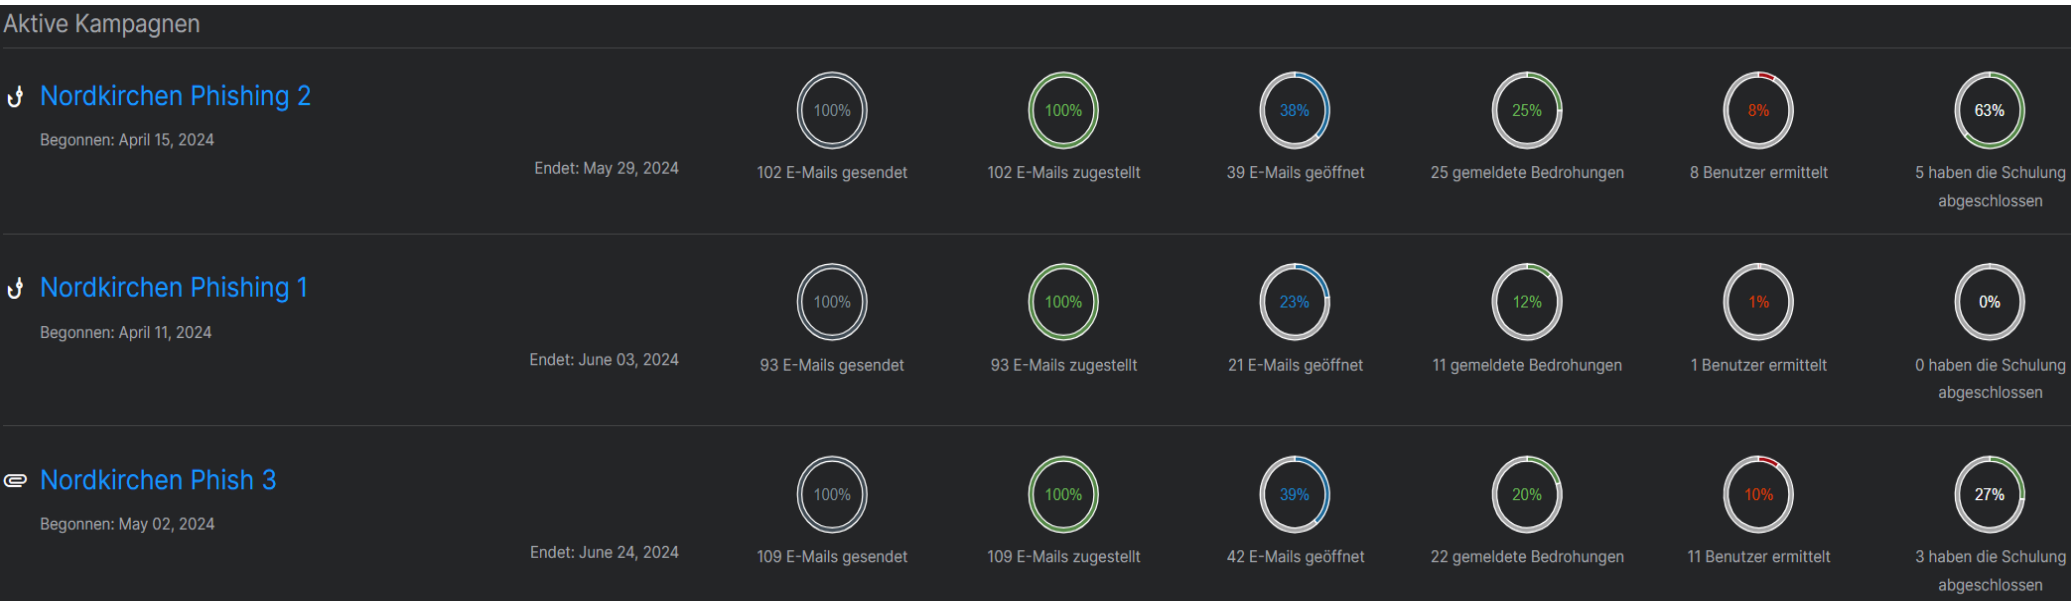 Aktive Kampagnen
Nordkirchen Phishing 2
Begonnen: April 15, 2024
Endet: May 29, 2024
100%
102 E-Mails gesendet
100%
102 E-Mails zugestellt
38%
39 E-Mails geöffnet
25%
25 gemeldete Bedrohungen
8%
8 Benutzer ermittelt
63%
5 haben die Schulung
abgeschlossen
Nordkirchen Phishing 1
Begonnen: April 11, 2024
Endet: June 03, 2024
100%
93 E-Mails gesendet
100%
93 E-Mails zugestellt
23%
21 E-Mails geöffnet
12%
11 gemeldete Bedrohungen
1%
1 Benutzer ermittelt
0%
0 haben die Schulung
abgeschlossen
Nordkirchen Phish 3
Begonnen: May 02, 2024
Endet: June 24, 2024
100%
109 E-Mails gesendet
100%
109 E-Mails zugestellt
39%
42 E-Mails geöffnet
20%
22 gemeldete Bedrohungen
10%
11 Benutzer ermittelt
27%
3 haben die Schulung
abgeschlossen